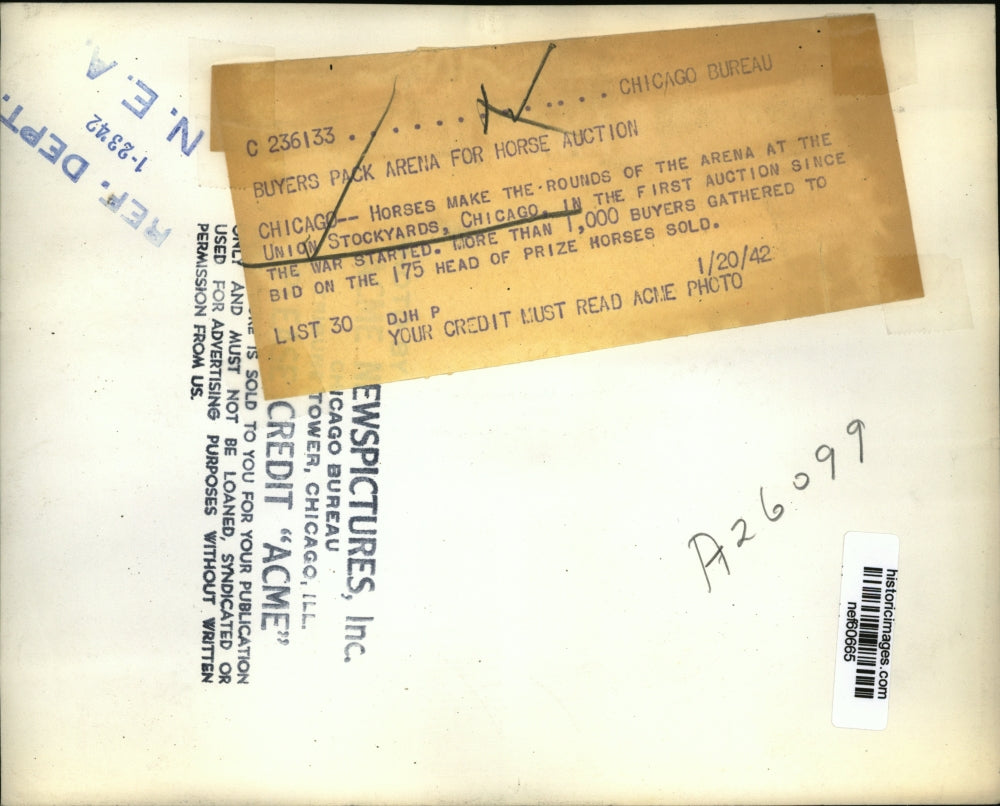 C 236133 . . . . . . . . . . . . . . CHICAGO BUREAU
BUYERS PACK ARENA FOR HORSE AUCTION
CHICAGO-- HORSES MAKE THE ROUNDS OF THE ARENA AT THE
UNION STOCKYARDS, CHICAGO, IN THE FIRST AUCTION SINCE
THE WAR STARTED. MORE THAN 1,000 BUYERS GATHERED TO
BID ON THE 175 HEAD OF PRIZE HORSES SOLD.
1/20/42
LIST 30 DJH P
YOUR CREDIT MUST READ ACME PHOTO
N. E. A.
1-23 '42
REF. DEPT.
EWSPICTURES, Inc.
ICAGO BUREAU
TOWER, CHICAGO, ILL.
CREDIT "ACME"
IS SOLD TO YOU FOR YOUR PUBLICATION
ONLY AND MUST NOT BE LOANED, SYNDICATED OR
USED FOR ADVERTISING PURPOSES WITHOUT WRITTEN
PERMISSION FROM US.
A26099
historicimages.com
nef60665